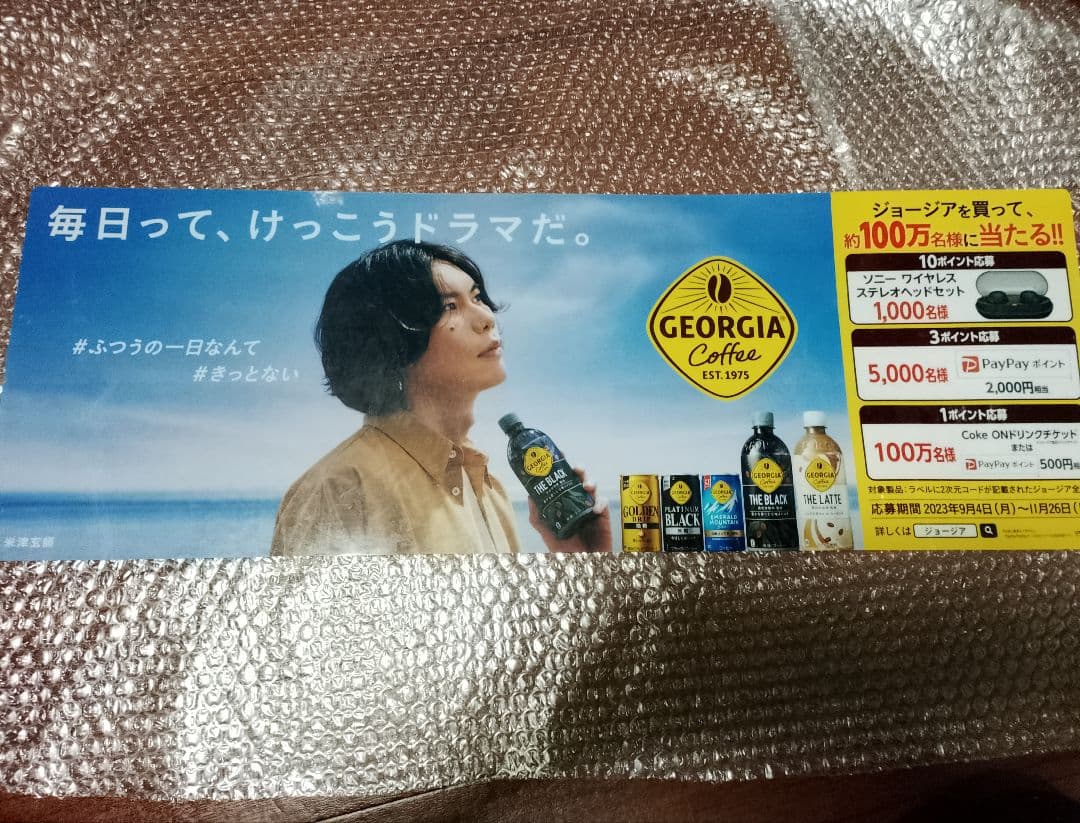 毎日って、けっこうドラマだ。
#ふつうの一日なんて
#きっとない
米津玄師
GEORGIA
Coffee
EST. 1975
GEORGIA
Coffee
THE BLACK
GEORGIA
GOLDEN
DRIP
GEORGIA
PLATINUM
BLACK
GEORGIA
EMERALD
MOUNTAIN
GEORGIA
Coffee
THE BLACK
GEORGIA
Coffee
THE LATTE
ジョージアを買って、
約100万名様に当たる!!
10ポイント応募
ソニー ワイヤレス
ステレオヘッドセット
1,000名様
3ポイント応募
5,000名様
PayPay ポイント
2,000円相当
1ポイント応募
100万名様
Coke ONドリンクチケット
または
PayPay ポイント 500円
対象製品:ラベルに2次元コードが記載されたジョージア全
応募期間 2023年9月4日(月)〜11月26日(
詳しくは ジョージア